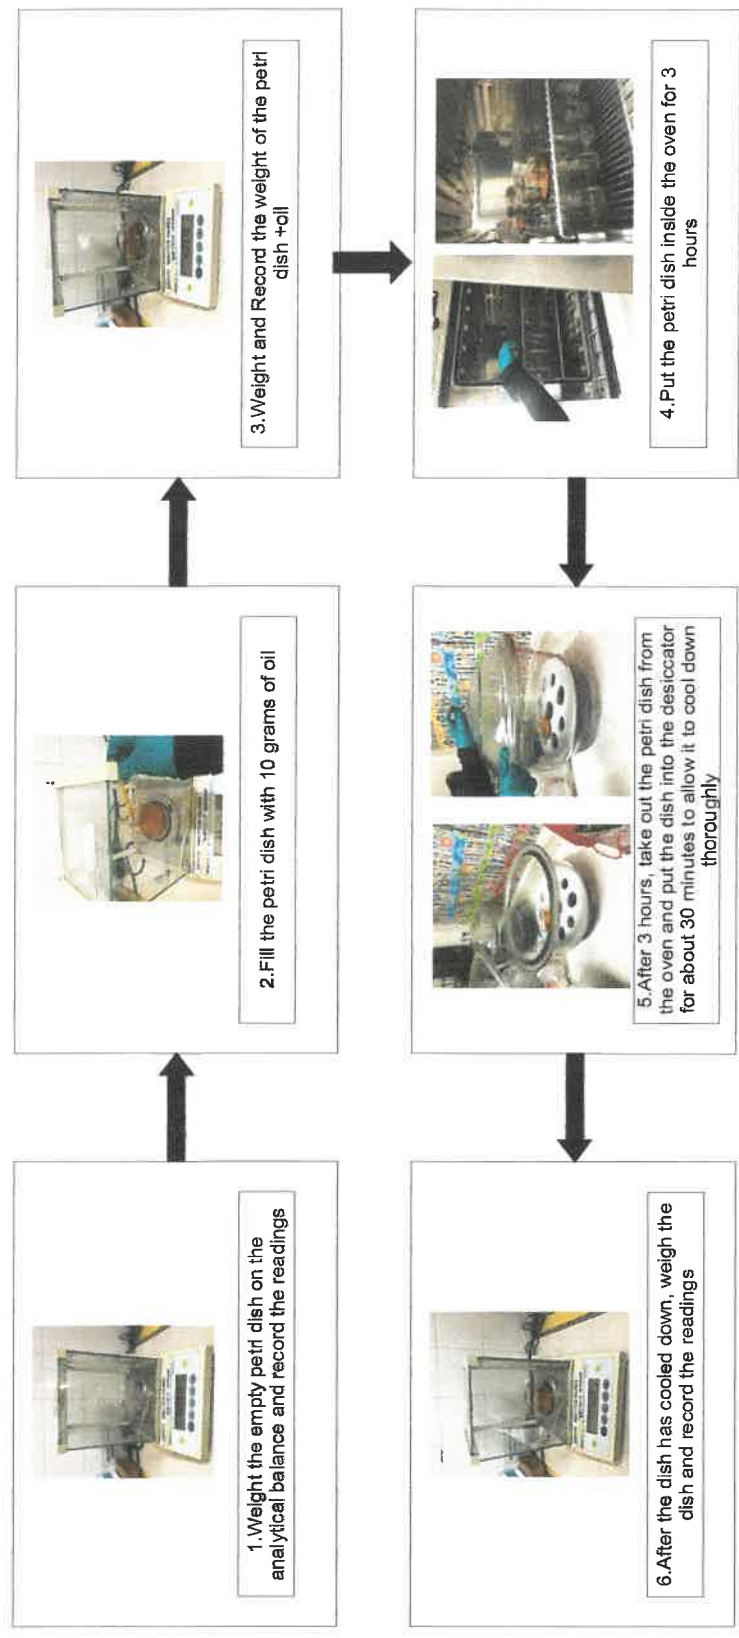 1.Weight the empty petri dish on the
analytical balance and record the readings
2.Fill the petri dish with 10 grams of oil
3.Weight and Record the weight of the petri
dish +oil
4.Put the petri dish inside the oven for 3
hours
5.After 3 hours, take out the petri dish from
the oven and put the dish into the desiccator
for about 30 minutes to allow it to cool down
thoroughly
6.After the dish has cooled down, weigh the
dish and record the readings